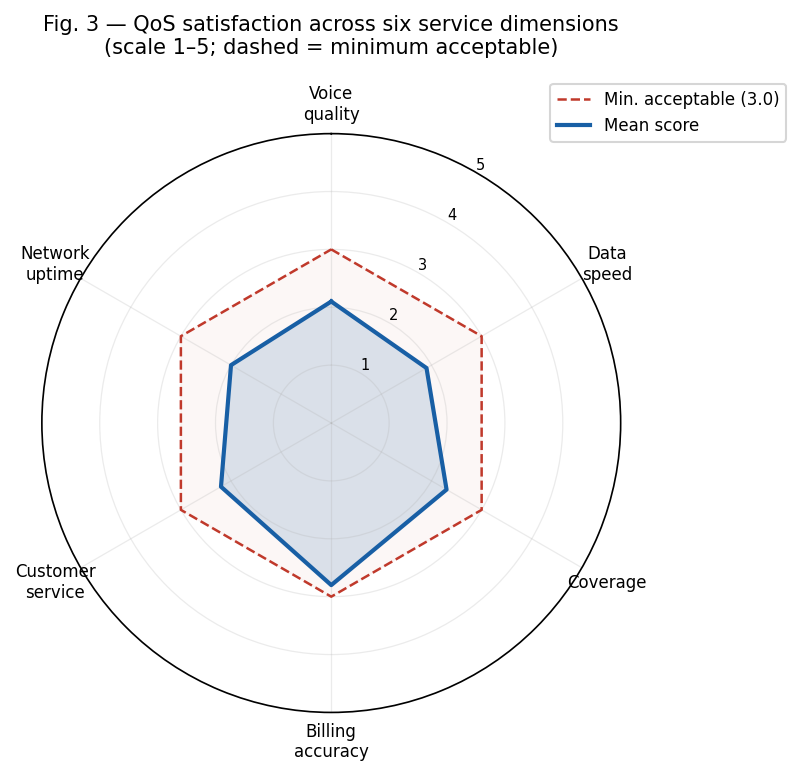 Fig. 3 — QoS satisfaction across six service dimensions
(scale 1–5; dashed = minimum acceptable)
Min. acceptable (3.0)
Mean score
Voice
quality
5
4
Network
uptime
Data
speed
3
2
1
Customer
service
Coverage
Billing
accuracy